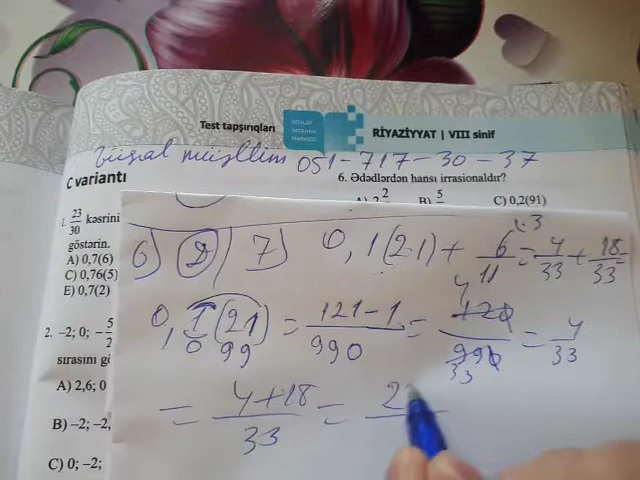 Test tapşırıqları
RİYAZİYYAT | VIII sinif
müəllim 051-717-30-37
C variantı
6. Ədədlərdən hansı irrasionaldır?
C) 0,2(91)
1. 23/30 kəsrini
göstərin.
A) 0,7(6)
C) 0,76(5)
E) 0,7(2)
2. -2; 0; -5/2
sırasını
A) 2,6; 0
B) -2; -2,
C) 0; -2;
6) 2) 7) 0,1(21) + 6/11 = 4/33 + 18/33 =
0,1(21) = 121-1/990 = 120/990 = 4/33
= 4+18/33 = 2